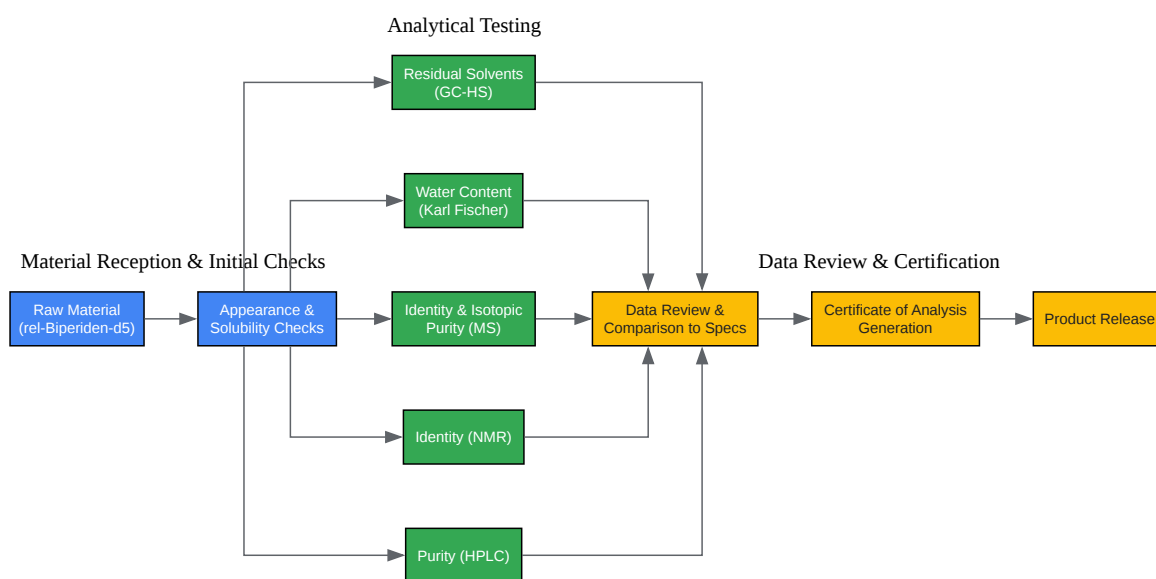 Analytical Testing
Residual Solvents
(GC-HS)
Water Content
(Karl Fischer)
Material Reception & Initial Checks
Data Review & Certification
Raw Material
(rel-Biperiden-d5)
Appearance &
Solubility Checks
Identity & Isotopic
Purity (MS)
Data Review &
Comparison to Specs
Certificate of Analysis
Generation
Product Release
Identity (NMR)
Purity (HPLC)